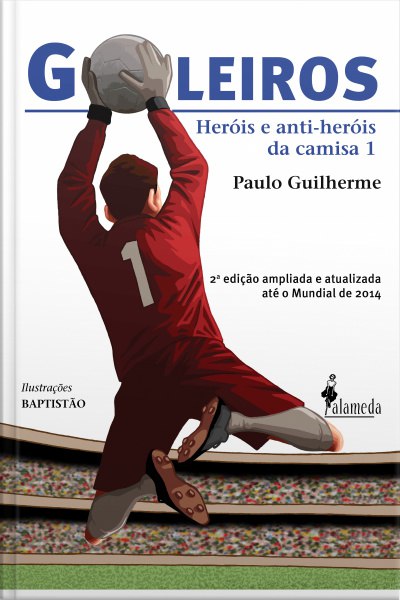 GOLEIROS
Heróis e anti-heróis
da camisa 1
Paulo Guilherme
1
2ª edição ampliada e atualizada
até o Mundial de 2014
Ilustrações
BAPTISTÃO
alameda